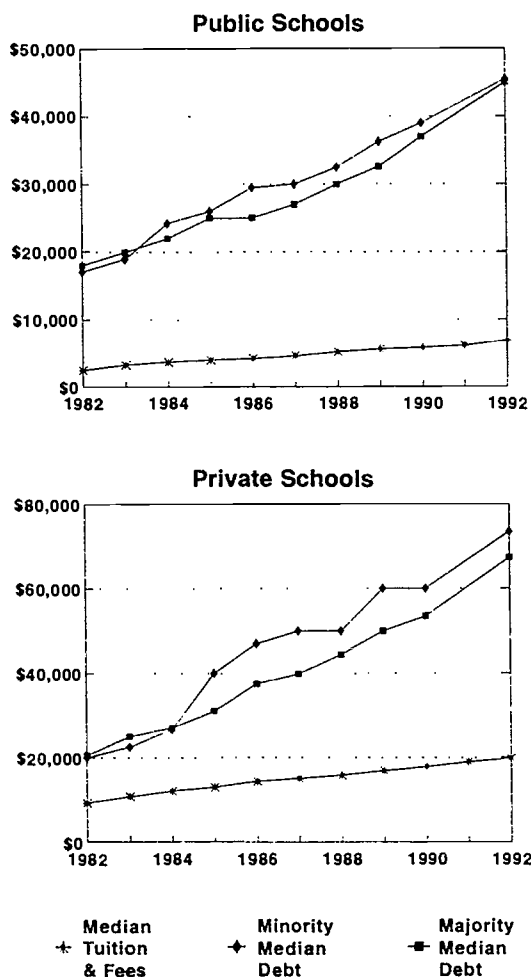 Public Schools
$50,000
$40,000
$30,000
$20,000
$10,000
$0
1982 1984 1986 1988 1990 1992
Private Schools
$80,000
$60,000
$40,000
$20,000
$0
1982 1984 1986 1988 1990 1992
Median Tuition & Fees
Minority Median Debt
Majority Median Debt